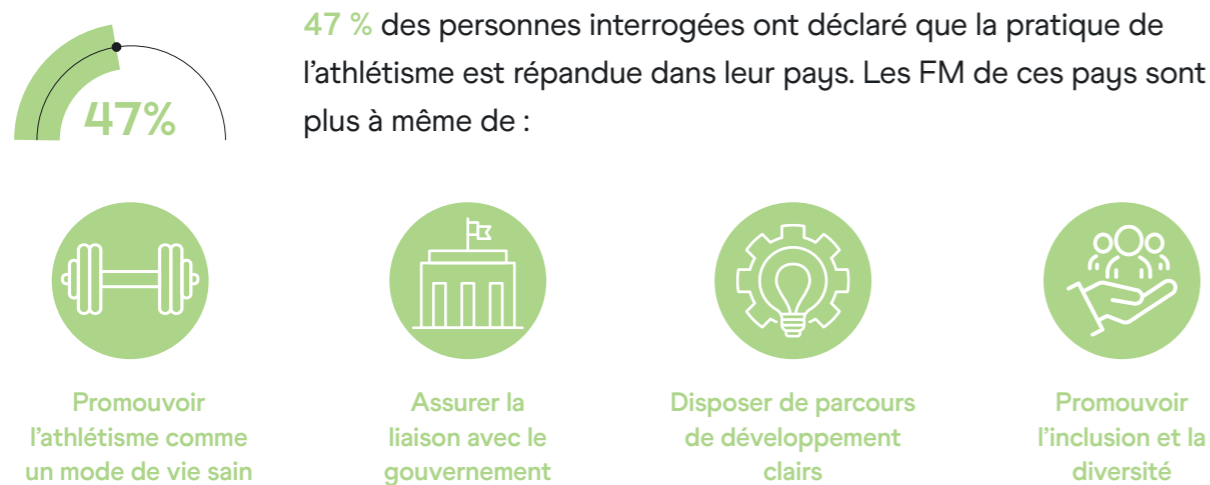 47 % des personnes interrogées ont déclaré que la pratique de
l'athlétisme est répandue dans leur pays. Les FM de ces pays sont
plus à même de :
47%
Promouvoir
l'athlétisme comme
un mode de vie sain
Assurer la
liaison avec le
gouvernement
Disposer de parcours
de développement
clairs
Promouvoir
l'inclusion et la
diversité